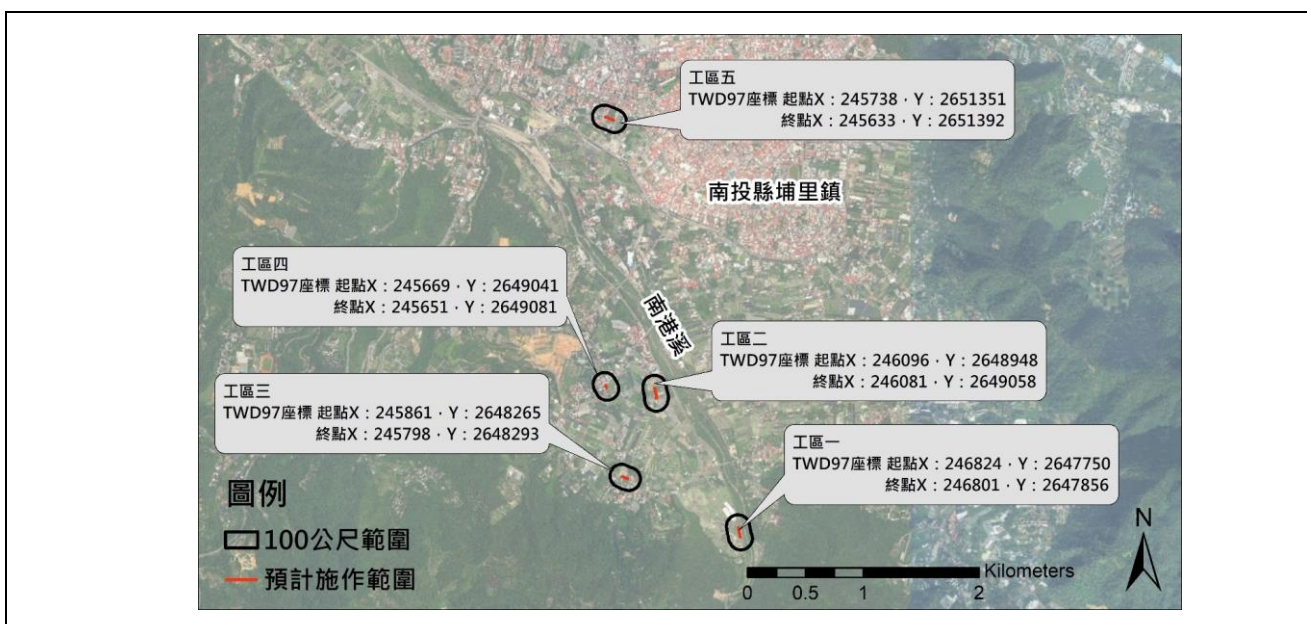 工區五
TWD97座標 起點X：245738，Y：2651351
終點X：245633，Y：2651392
南投縣埔里鎮
工區四
TWD97座標 起點X：245669，Y：2649041
終點X：245651，Y：2649081
南港溪
工區二
TWD97座標 起點X：246096，Y：2648948
終點X：246081，Y：2649058
工區三
TWD97座標 起點X：245861，Y：2648265
終點X：245798，Y：2648293
工區一
TWD97座標 起點X：246824，Y：2647750
終點X：246801，Y：2647856
圖例
100公尺範圍
預計施作範圍
N
Kilometers
0 0.5 1 2